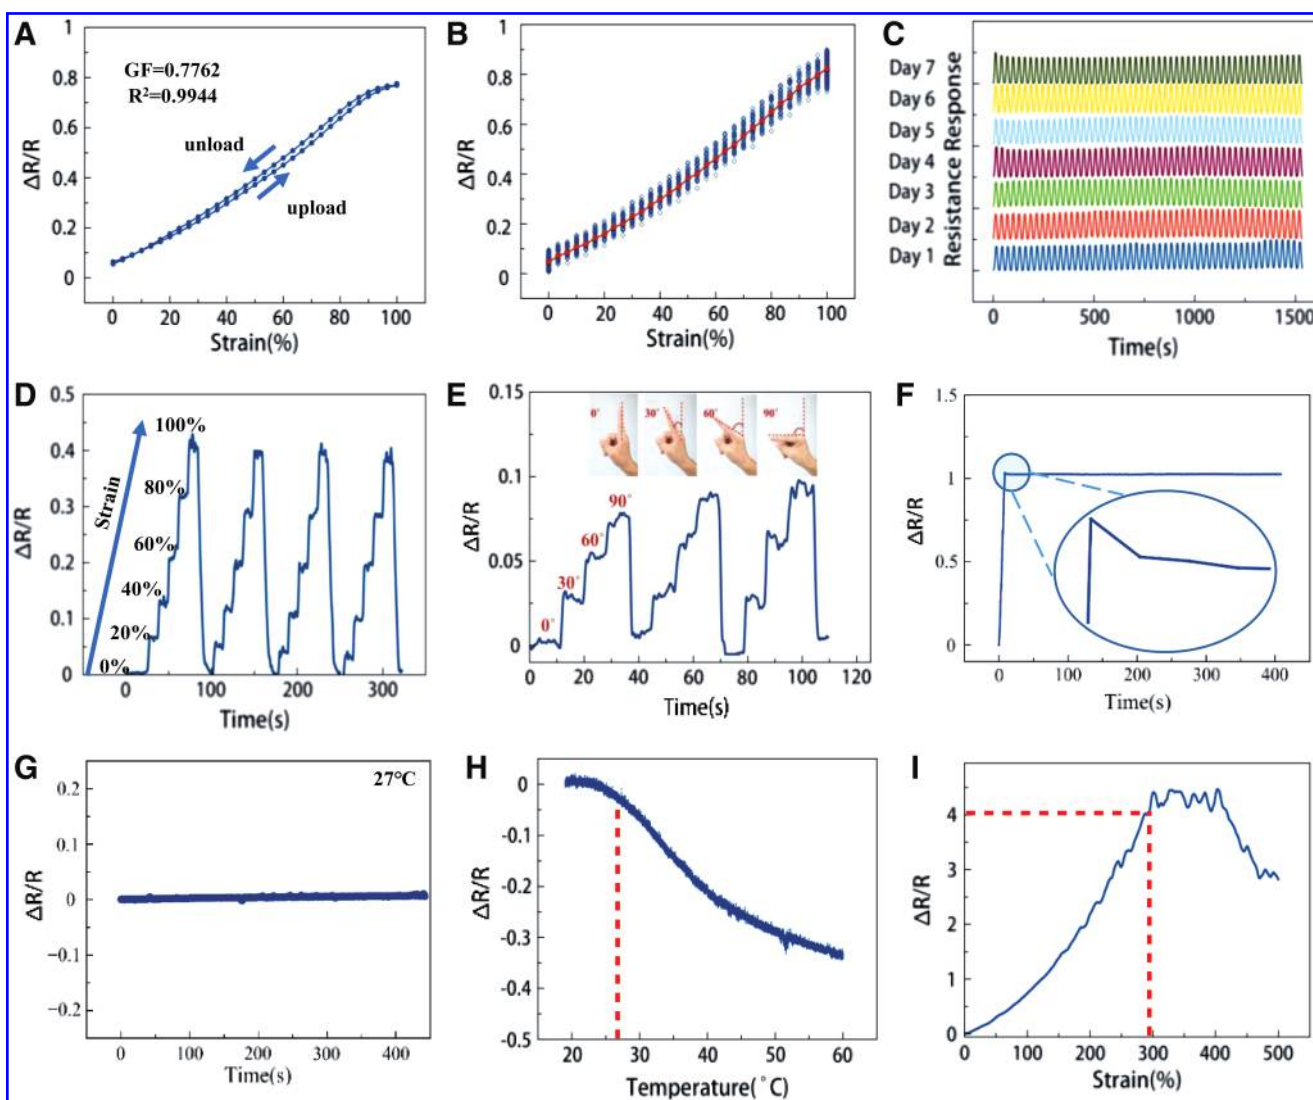 A
1
0.8
0.6
0.4
0.2
0
ΔR/R
GF=0.7762
R²=0.9944
unload
upload
0 20 40 60 80 100
Strain(%)
B
1
0.8
0.6
0.4
0.2
0
ΔR/R
0 20 40 60 80 100
Strain(%)
C
Resistance Response
Day 7
Day 6
Day 5
Day 4
Day 3
Day 2
Day 1
0 500 1000 1500
Time(s)
D
0.5
0.4
0.3
0.2
0.1
0
ΔR/R
Strain
100%
80%
60%
40%
20%
0%
0 100 200 300
Time(s)
E
0.15
0.1
0.05
0
ΔR/R
0° 30° 60° 90°
90°
60°
30°
0°
0 20 40 60 80 100 120
Time(s)
F
1.5
1
0.5
0
ΔR/R
0 100 200 300 400
Time(s)
G
27°C
0.2
0.1
0
−0.1
−0.2
ΔR/R
0 100 200 300 400
Time(s)
H
0
-0.1
-0.2
-0.3
-0.4
-0.5
ΔR/R
20 30 40 50 60
Temperature(°C)
I
4
3
2
1
0
ΔR/R
0 100 200 300 400 500
Strain(%)